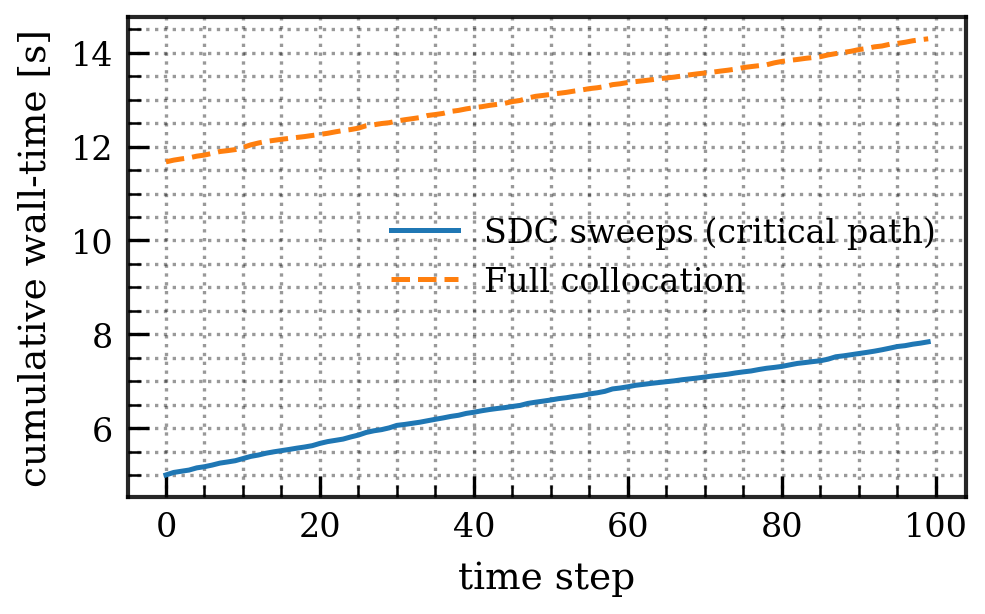 cumulative wall-time [s]
14
12
10
8
6
SDC sweeps (critical path)
Full collocation
0 20 40 60 80 100
time step